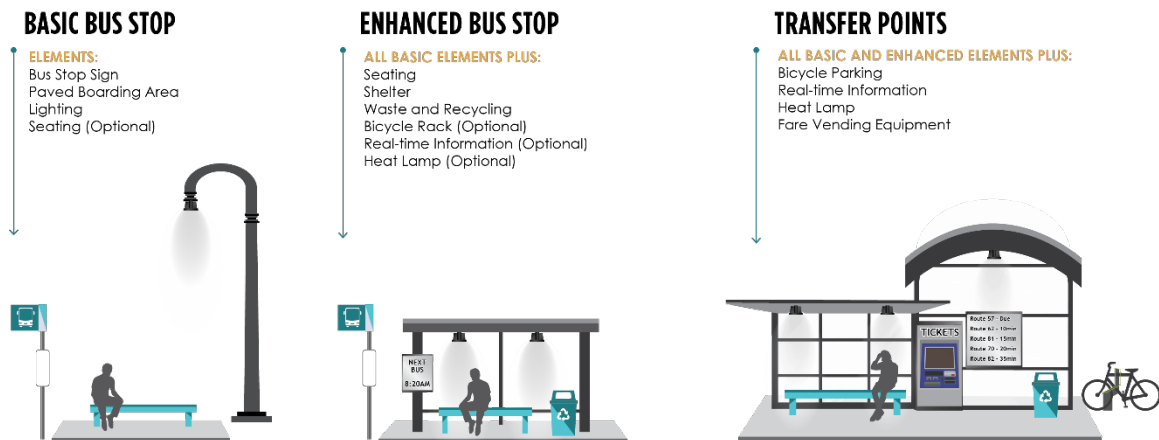 BASIC BUS STOP
ELEMENTS:
Bus Stop Sign
Paved Boarding Area
Lighting
Seating (Optional)
ENHANCED BUS STOP
ALL BASIC ELEMENTS PLUS:
Seating
Shelter
Waste and Recycling
Bicycle Rack (Optional)
Real-time Information (Optional)
Heat Lamp (Optional)
NEXT
BUS
8:20AM
TRANSFER POINTS
ALL BASIC AND ENHANCED ELEMENTS PLUS:
Bicycle Parking
Real-time Information
Heat Lamp
Fare Vending Equipment
TICKETS
Route 57 - Due
Route 62 - 10min
Route 81 - 15min
Route 70 - 20min
Route 82 - 35min